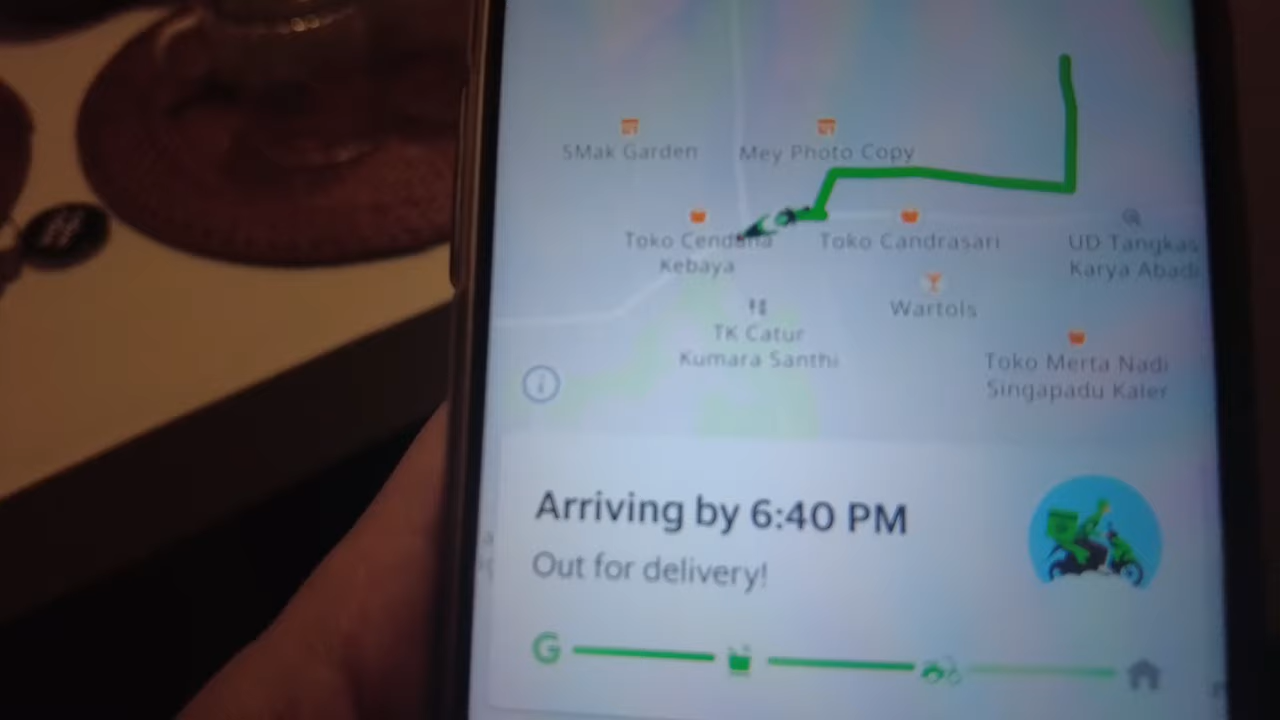 SMak Garden
Mey Photo Copy
Toko Cendana
Kebaya
Toko Candrasari
UD Tangkas
Karya Abadi
Wartols
TK Catur
Kumara Santhi
Toko Merta Nadi
Singapadu Kaler
i
Arriving by 6:40 PM
Out for delivery!
G